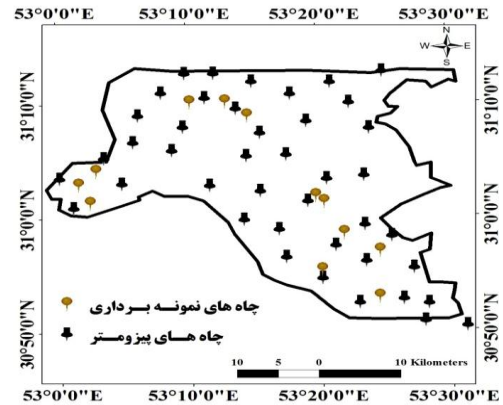 53°0'0"E 53°10'0"E 53°20'0"E 53°30'0"E
N
W E
S
31°10'0"N 31°10'0"N
31°0'0"N 31°0'0"N
چاه های نمونه برداری
چاه های پیزومتر
30°50'0"N 30°50'0"N
10 5 0 10 Kilometers
53°0'0"E 53°10'0"E 53°20'0"E 53°30'0"E